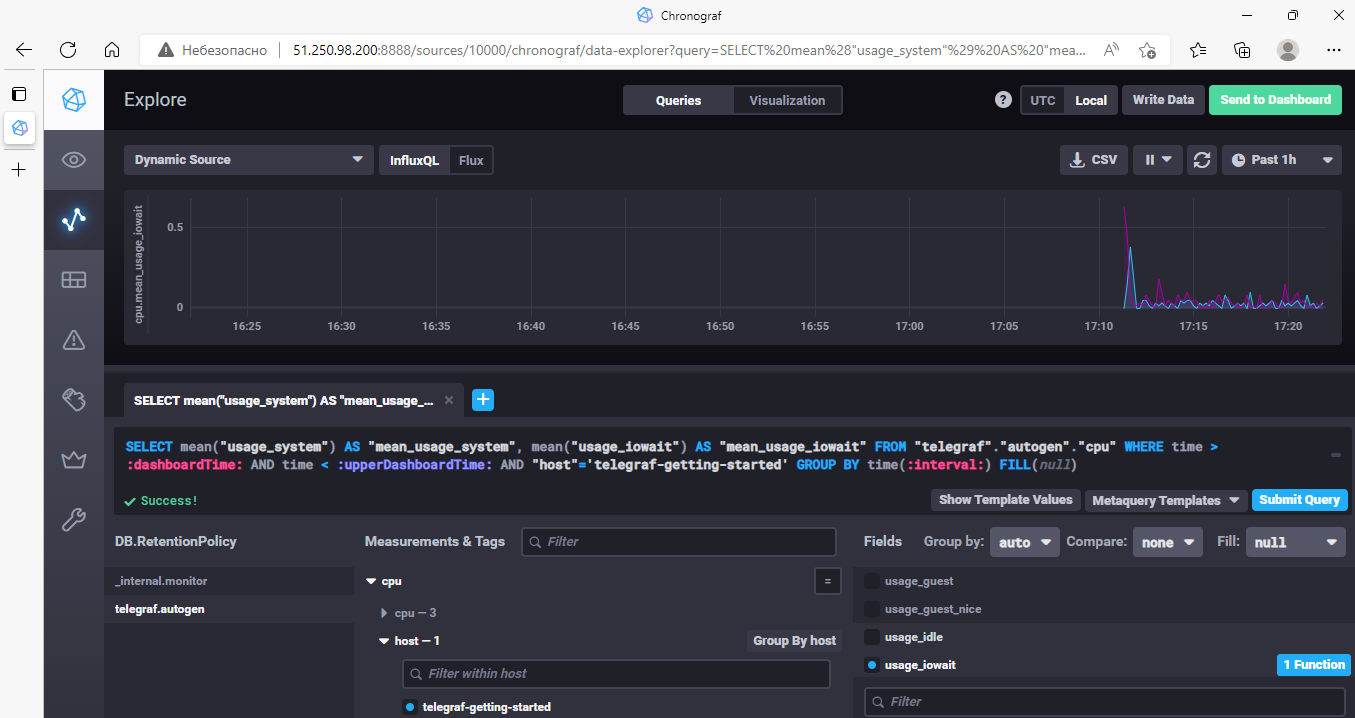 Chronograf
Небезопасно
51.250.98.200:8888/sources/10000/chronograf/data-explorer?query=SELECT%20mean%28"usage_system"%29%20AS%20"mea...
Explore
Queries
Visualization
?
UTC
Local
Write Data
Send to Dashboard
Dynamic Source
InfluxQL
Flux
CSV
Past 1h
cpu.mean_usage_iowait
0.5
0
16:25
16:30
16:35
16:40
16:45
16:50
16:55
17:00
17:05
17:10
17:15
17:20
SELECT mean("usage_system") AS "mean_usage_...
SELECT mean("usage_system") AS "mean_usage_system", mean("usage_iowait") AS "mean_usage_iowait" FROM "telegraf"."autogen"."cpu" WHERE time >
:dashboardTime: AND time < :upperDashboardTime: AND "host"='telegraf-getting-started' GROUP BY time(:interval:) FILL(null)
Success!
Show Template Values
Metaquery Templates
Submit Query
DB.RetentionPolicy
Measurements & Tags
Filter
Fields
Group by:
auto
Compare:
none
Fill:
null
_internal.monitor
telegraf.autogen
cpu
=
cpu — 3
host — 1
Group By host
Filter within host
telegraf-getting-started
usage_guest
usage_guest_nice
usage_idle
usage_iowait
1 Function
Filter